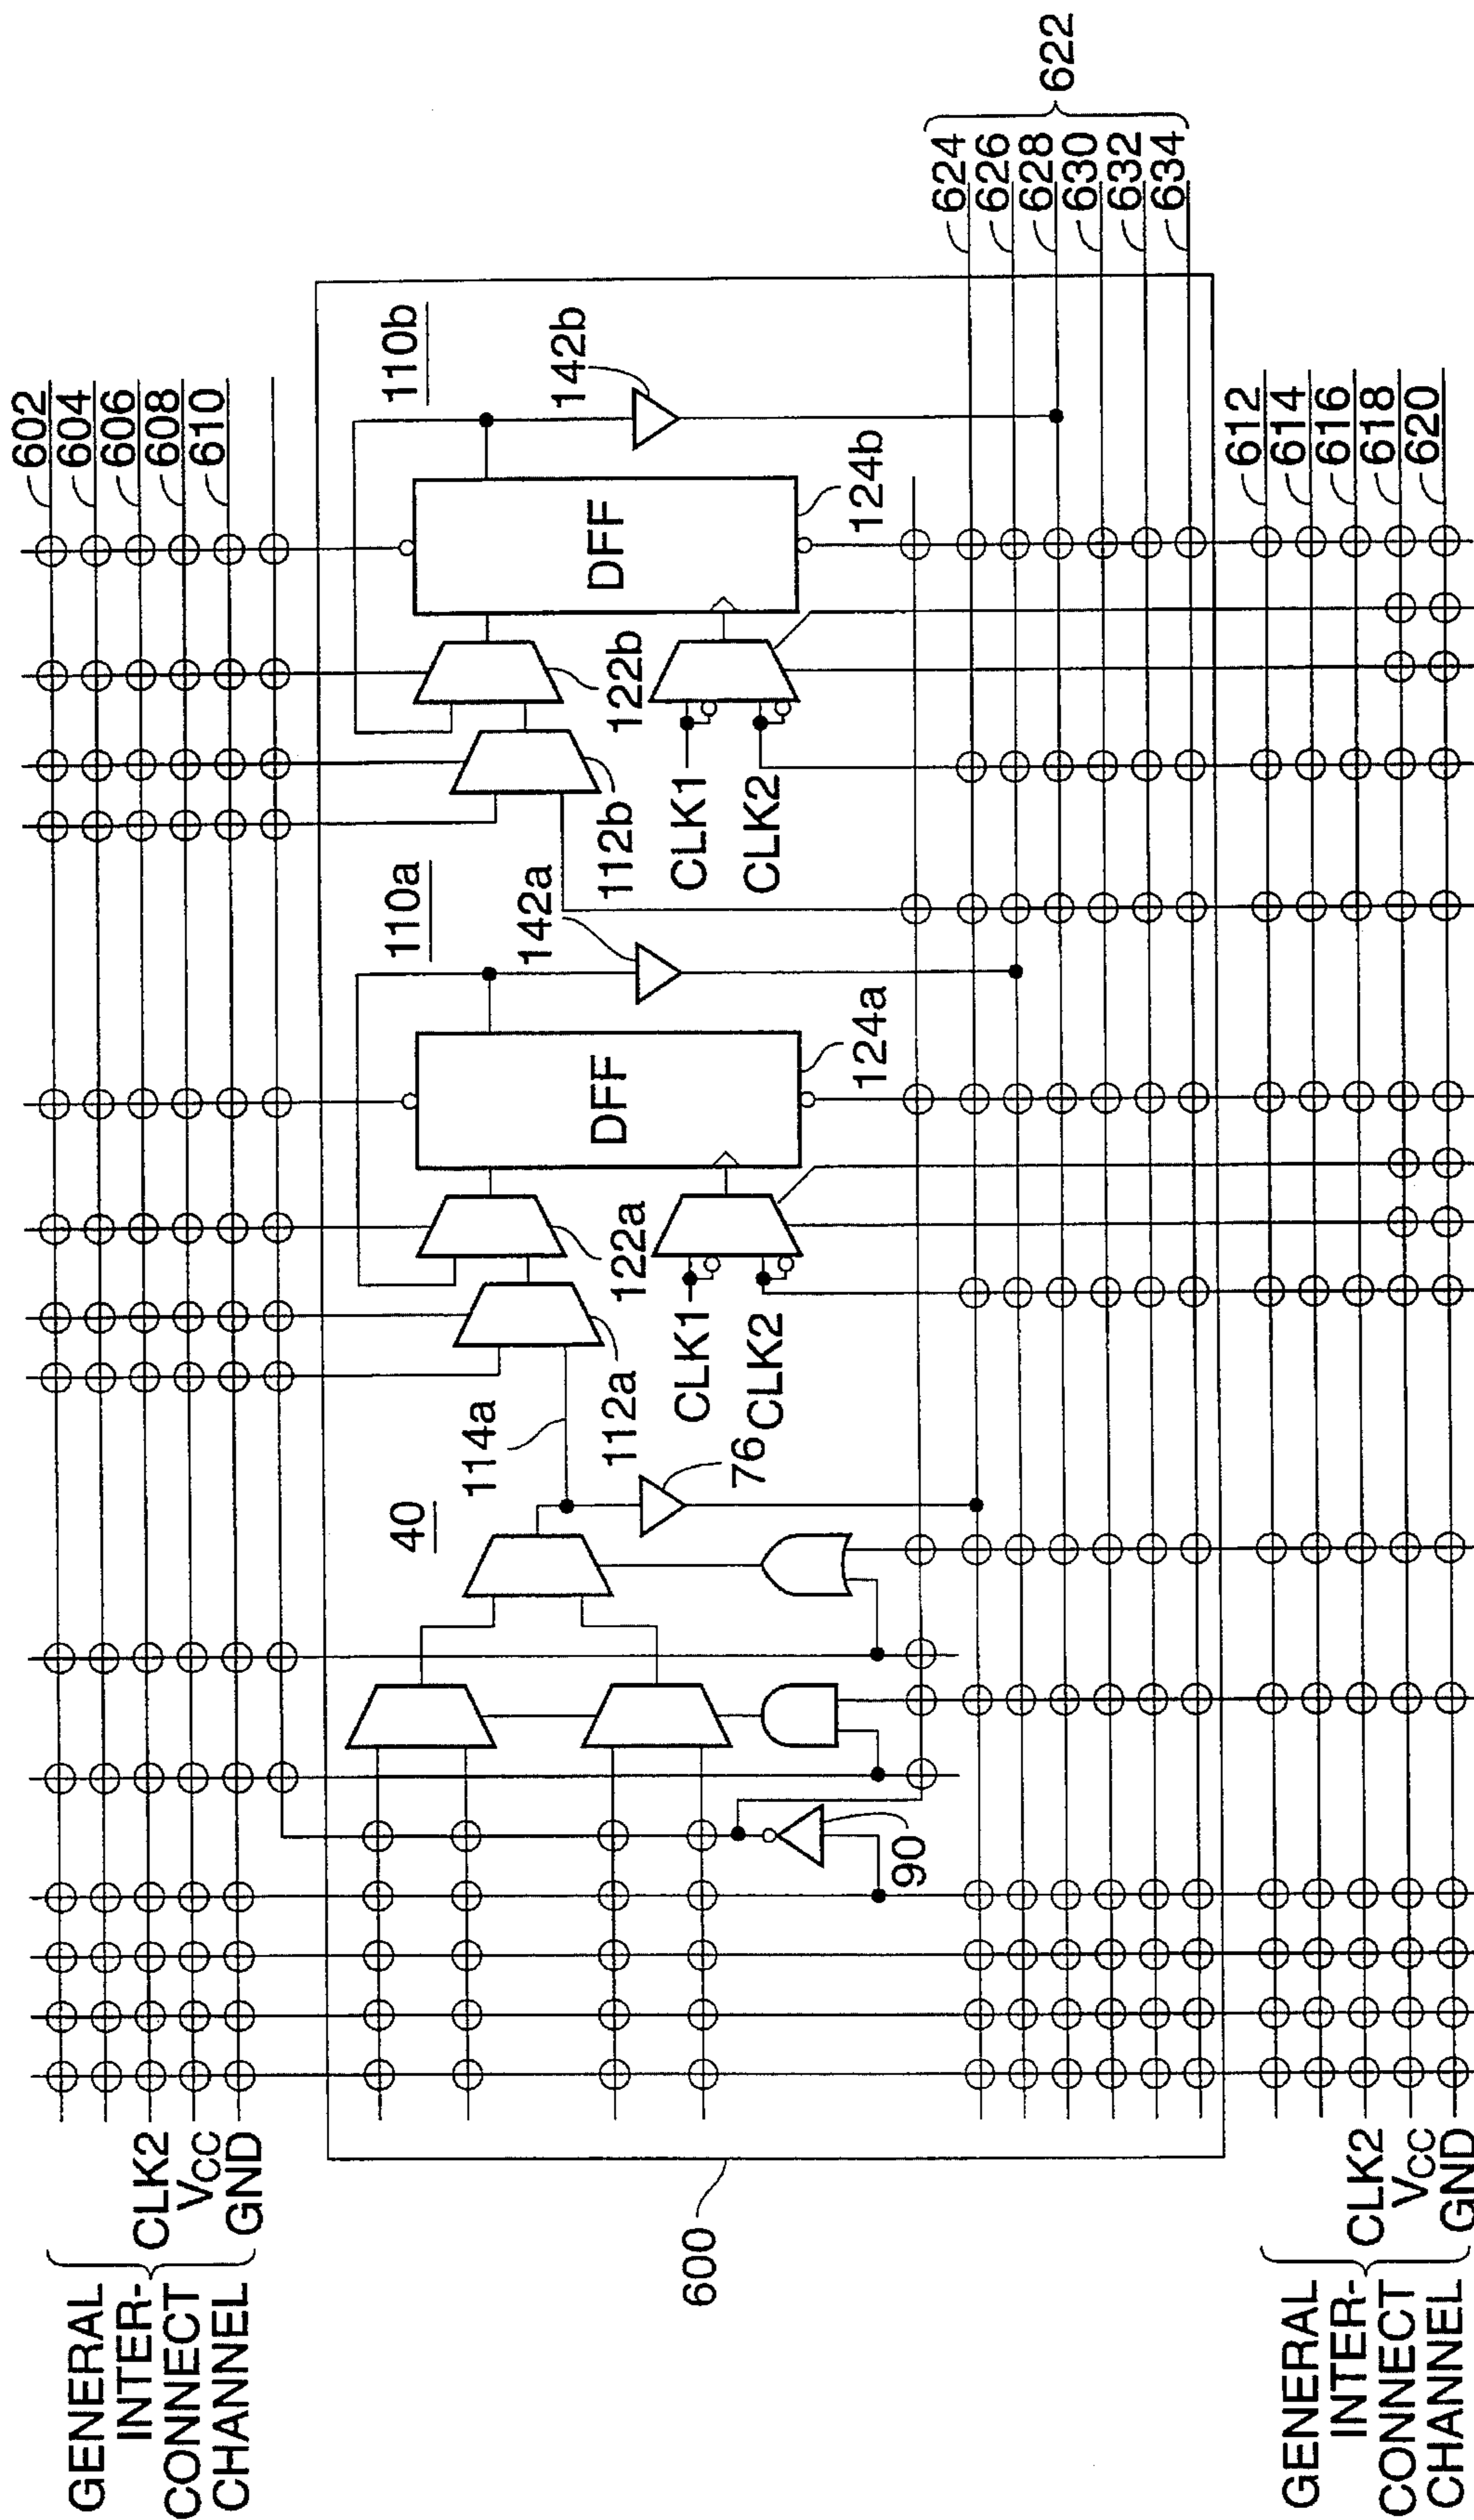 GENERAL
INTER-
CONNECT
CHANNEL
CLK2
VCC
GND
602
604
606
608
610
600
40
114a
112a
122a
110a
142a
DFF
124a
CLK1
CLK2
76
90
112b
122b
110b
142b
DFF
124b
CLK1
CLK2
624
626
628
630
632
634
622
GENERAL
INTER-
CONNECT
CHANNEL
CLK2
VCC
GND
612
614
616
618
620